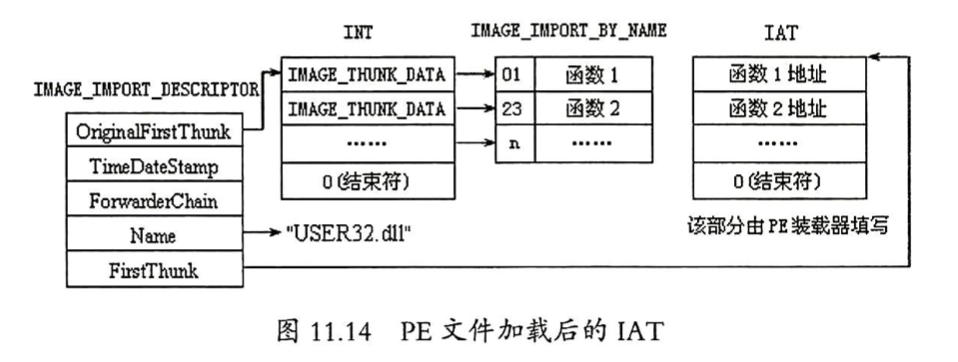 INT IMAGE_IMPORT_BY_NAME IAT
IMAGE_IMPORT_DESCRIPTOR
OriginalFirstThunk
TimeDateStamp
ForwarderChain
Name
FirstThunk
IMAGE_THUNK_DATA
IMAGE_THUNK_DATA
……
0(结束符)
01 函数1
23 函数2
n ……
函数1地址
函数2地址
……
0(结束符)
"USER32.dll"
该部分由PE装载器填写
图 11.14 PE 文件加载后的 IAT